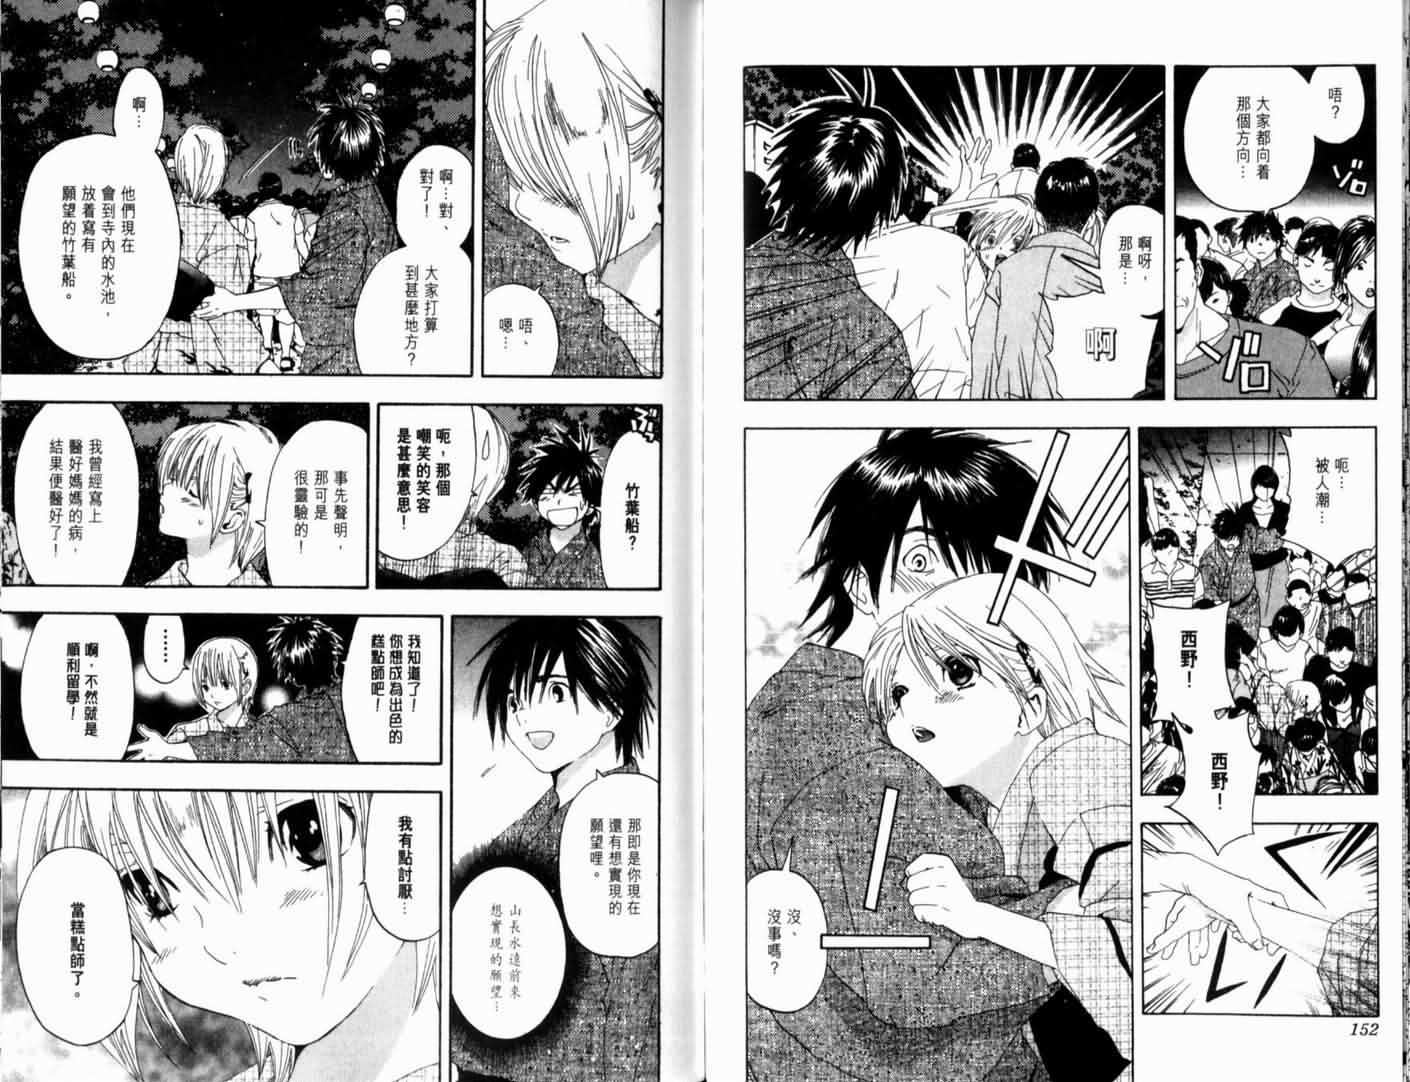 唔?
大家都向着
那個方向…
ゾロ
ゾロ
啊呀,
那是…
啊
呃…
被人潮…
西野!
西野!
沒、
沒事嗎?
152
唔、
嗯…
啊…對、
對了!
大家打算
到甚麼地方?
啊…
他們現在
會到寺內的水池,
放着寫有
願望的竹葉船。
竹葉船?
呃,那個
嘲笑的笑容
是甚麼意思!
事先聲明,
那可是
很靈驗的!
我曾經寫上
醫好媽媽的病,
結果便醫好了!
那即是你現在
還有想實現的
願望哩。
山長水遠前來
想實現的願望…
我知道了!
你想成為出色的
糕點師吧!
……
啊,不然就是
順利留學!
我有點討厭…
當糕點師了。